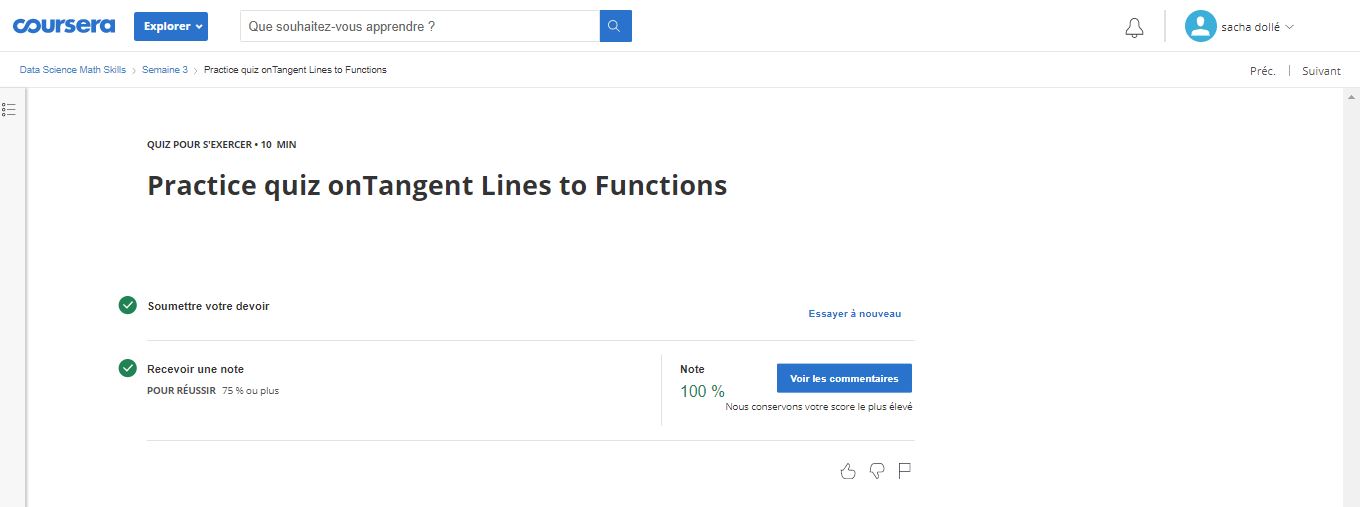 coursera Explorer Que souhaitez-vous apprendre ? sacha dollé
Data Science Math Skills > Semaine 3 > Practice quiz onTangent Lines to Functions Préc. | Suivant
QUIZ POUR S'EXERCER • 10 MIN
Practice quiz onTangent Lines to Functions
Soumettre votre devoir
Essayer à nouveau
Recevoir une note
POUR RÉUSSIR 75 % ou plus
Note
100 %
Voir les commentaires
Nous conservons votre score le plus élevé